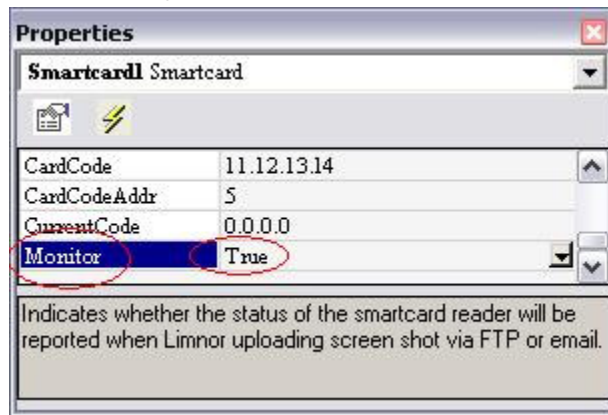 Properties
Smartcard1 Smartcard
CardCode 11.12.13.14
CardCodeAddr 5
CurrentCode 0.0.0.0
Monitor True
Indicates whether the status of the smartcard reader will be
reported when Limnor uploading screen shot via FTP or email.